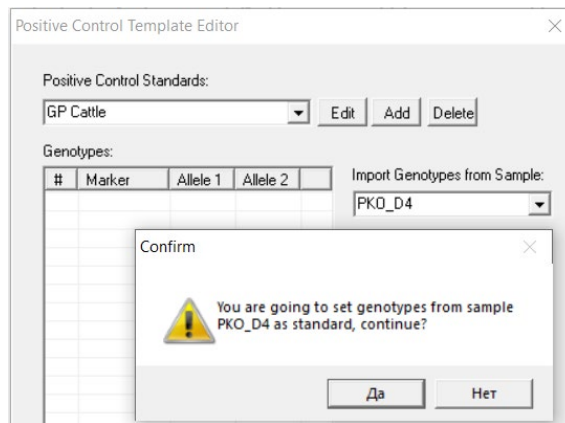 Positive Control Template Editor
Positive Control Standards:
GP Cattle
Edit
Add
Delete
Genotypes:
# Marker Allele 1 Allele 2
Import Genotypes from Sample:
PKO_D4
Confirm
You are going to set genotypes from sample
PKO_D4 as standard, continue?
Да
Нет